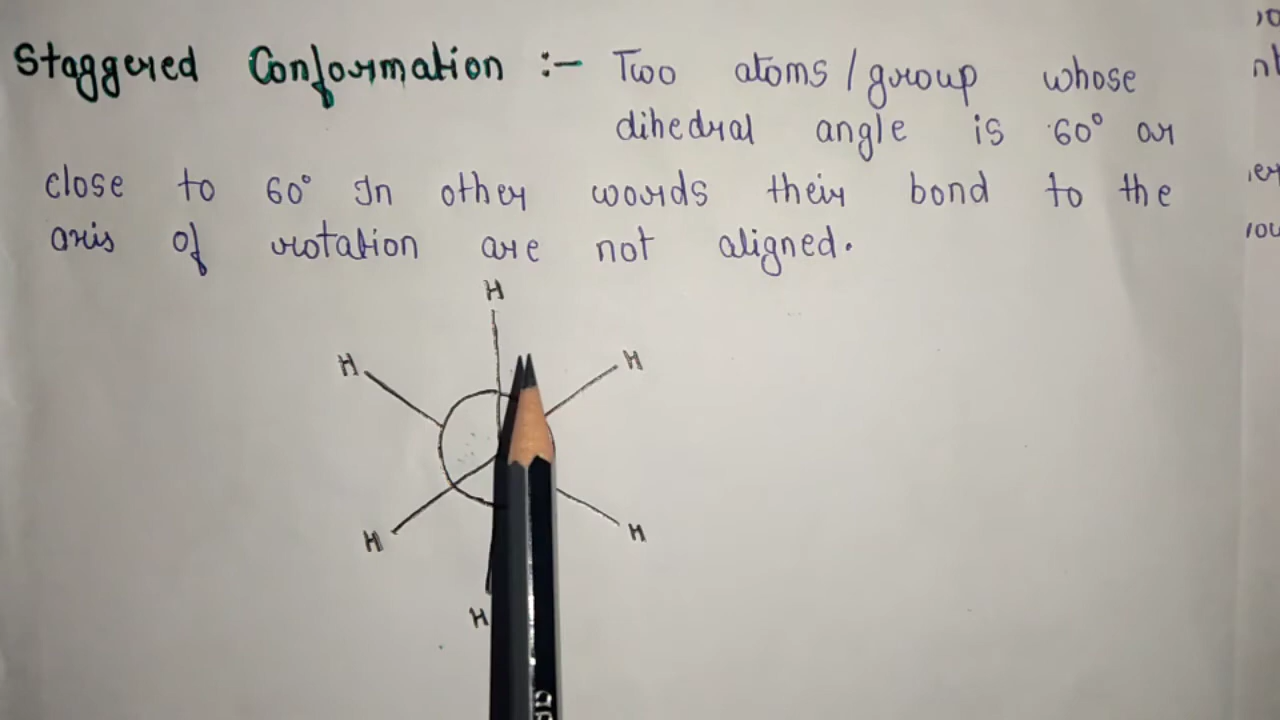 Staggered Conformation :- Two atoms/group whose
dihedral angle is 60° or
close to 60° In other words their bond to the
axis of rotation are not aligned.
H
H H
H H
H